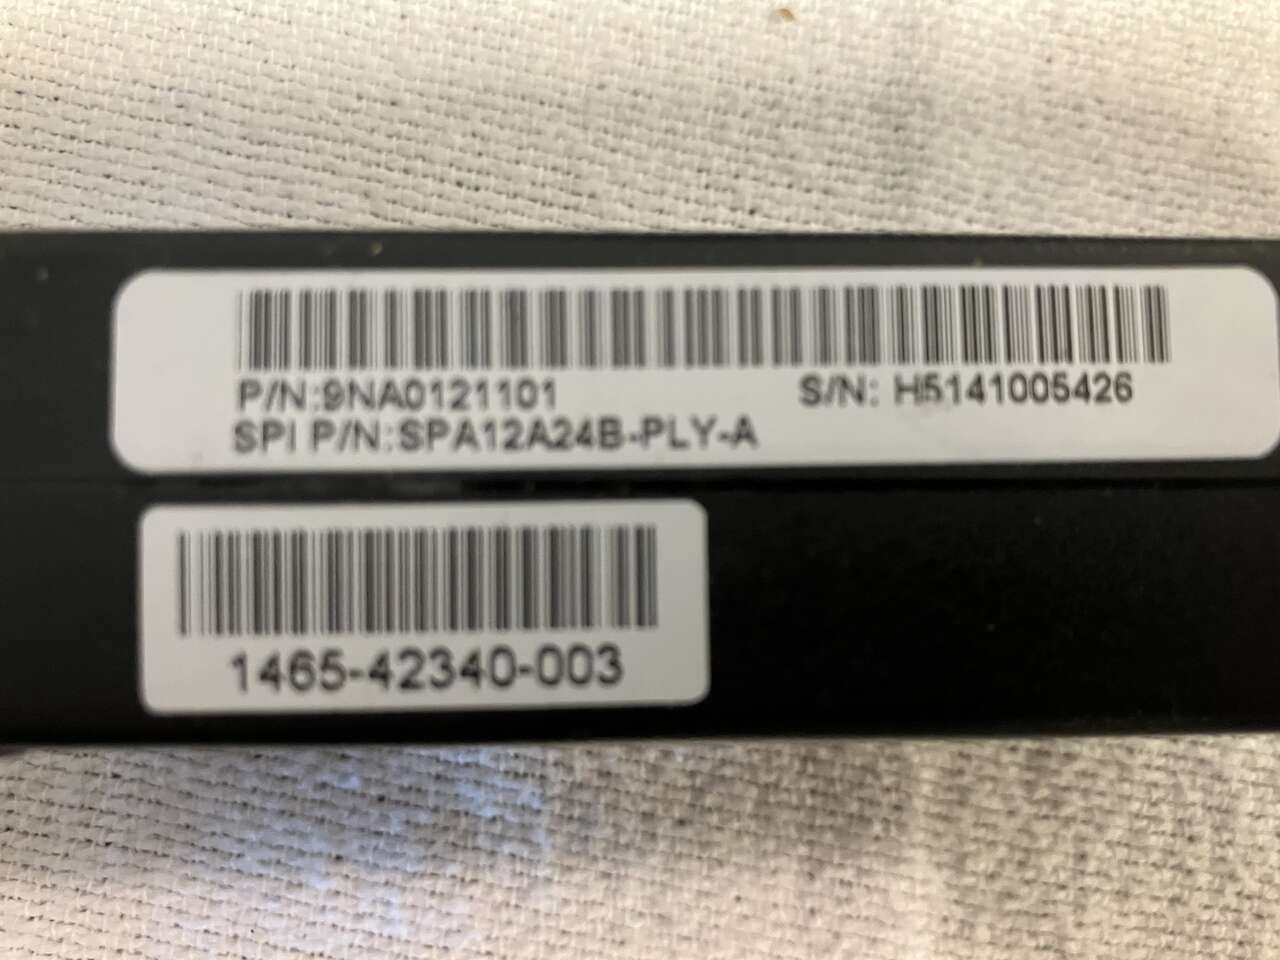 P/N:9NA0121101 S/N: H5141005426
SPI P/N:SPA12A24B-PLY-A
1465-42340-003